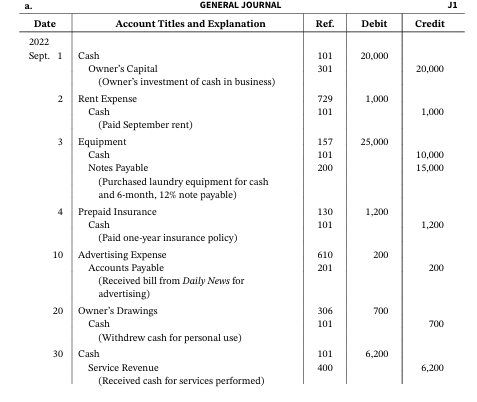 a. GENERAL JOURNAL J1
Date Account Titles and Explanation Ref. Debit Credit
2022
Sept. 1 Cash 101 20,000
Owner's Capital 301 20,000
(Owner's investment of cash in business)
2 Rent Expense 729 1,000
Cash 101 1,000
(Paid September rent)
3 Equipment 157 25,000
Cash 101 10,000
Notes Payable 200 15,000
(Purchased laundry equipment for cash
and 6-month, 12% note payable)
4 Prepaid Insurance 130 1,200
Cash 101 1,200
(Paid one-year insurance policy)
10 Advertising Expense 610 200
Accounts Payable 201 200
(Received bill from Daily News for
advertising)
20 Owner's Drawings 306 700
Cash 101 700
(Withdrew cash for personal use)
30 Cash 101 6,200
Service Revenue 400 6,200
(Received cash for services performed)